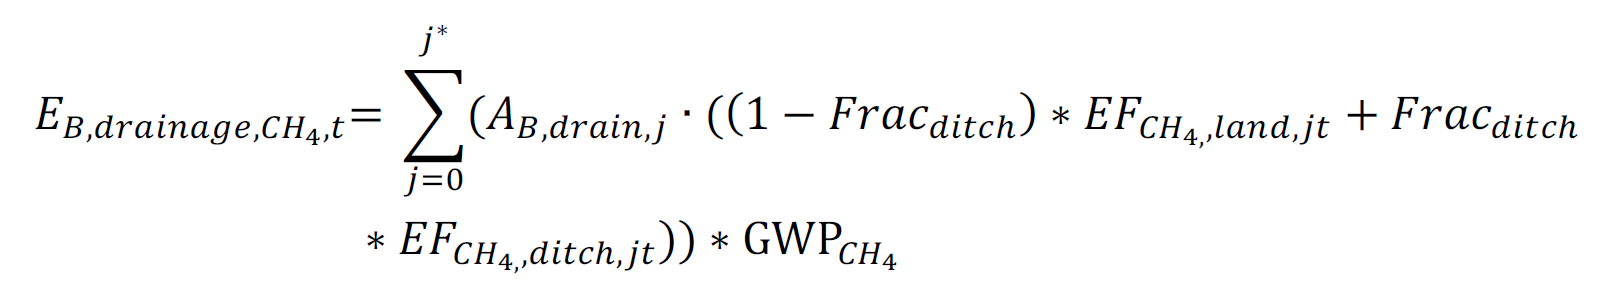 E_{B,drainage,CH_4,t} = \sum_{j=0}^{j^*} (A_{B,drain,j} \cdot ((1 - Frac_{ditch}) * EF_{CH_{4,},land,jt} + Frac_{ditch}
* EF_{CH_{4,},ditch,jt})) * GWP_{CH_4}